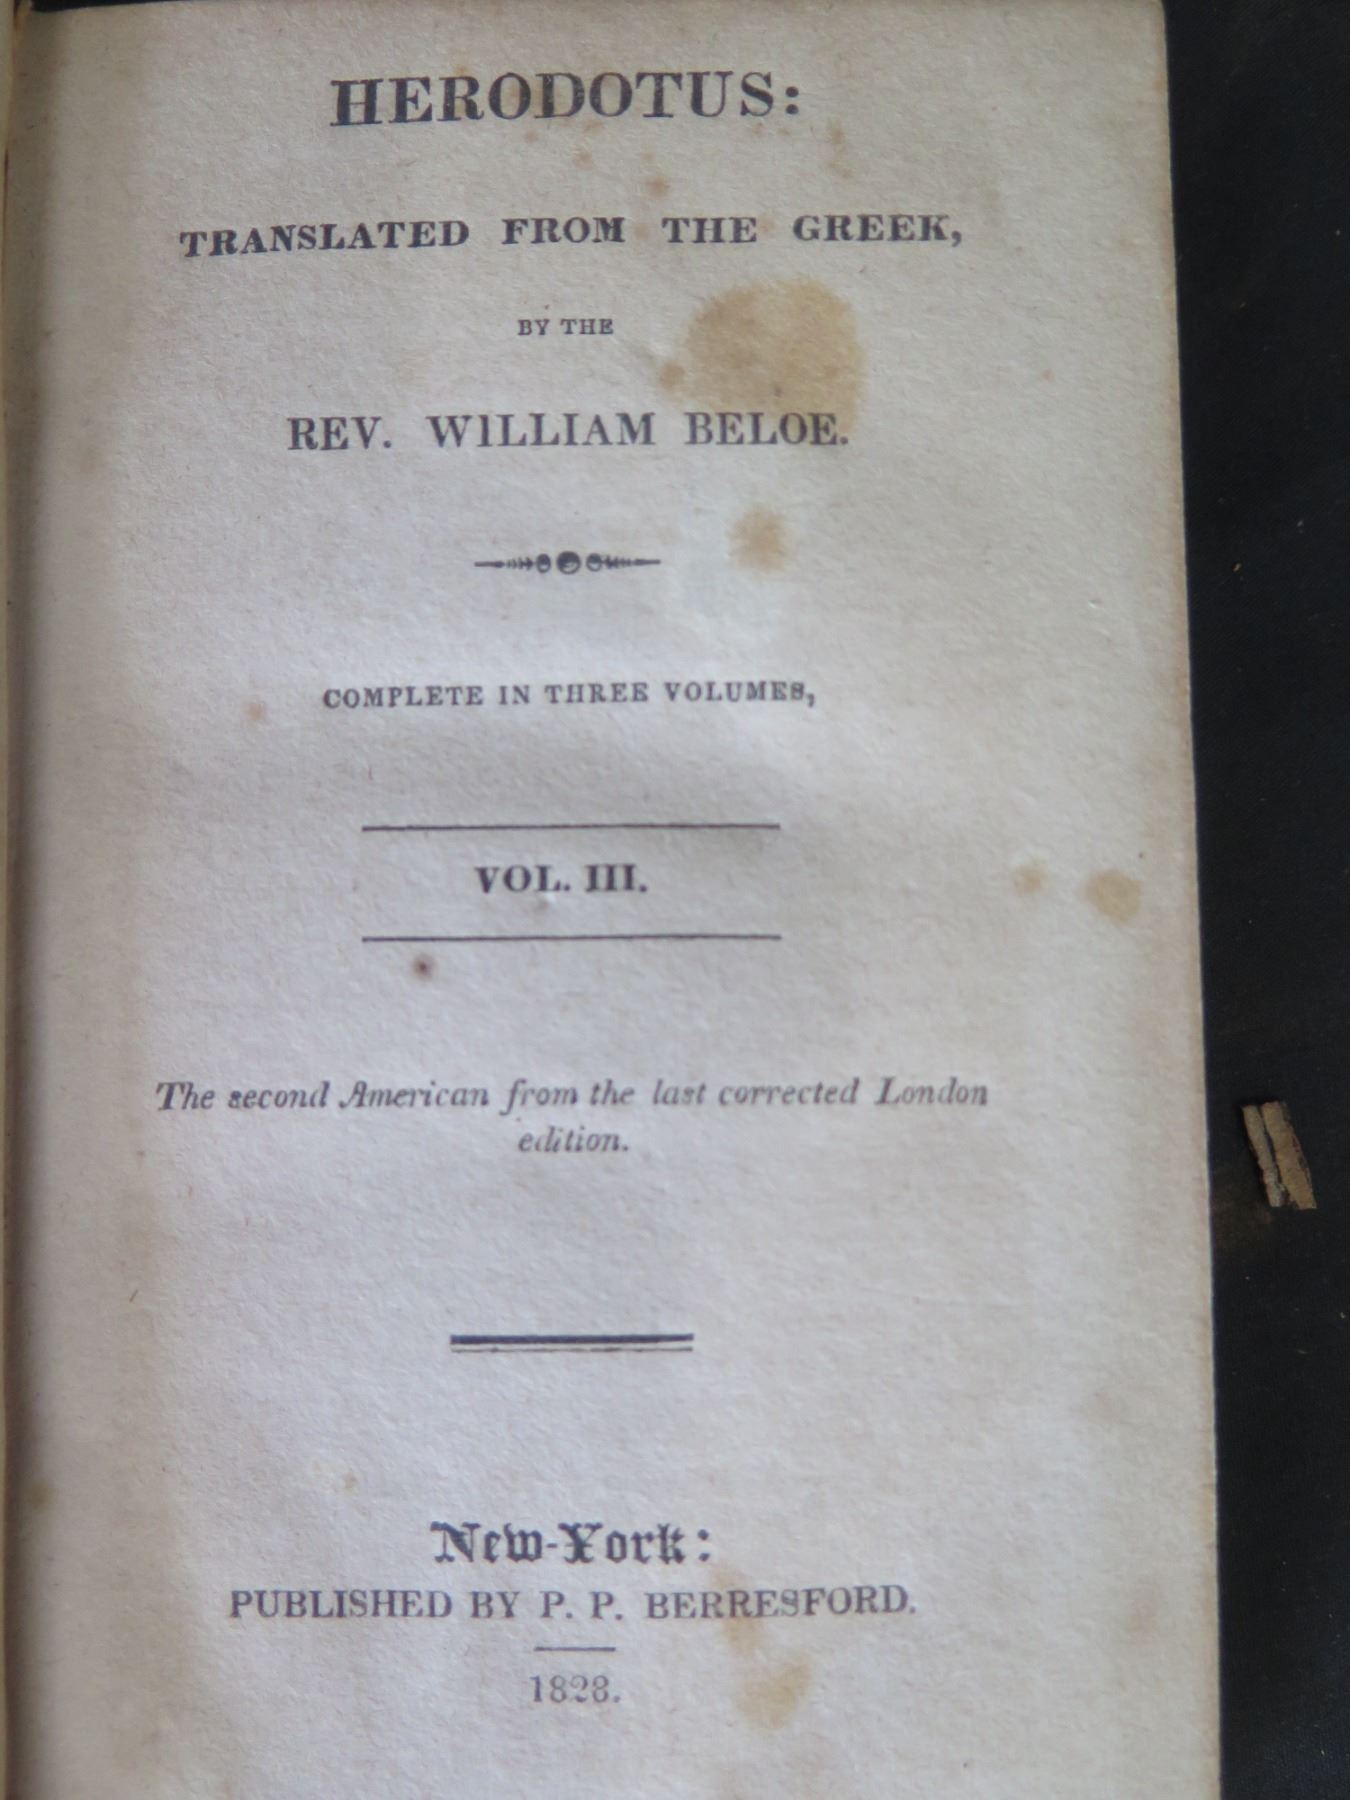 HERODOTUS:
TRANSLATED FROM THE GREEK,
BY THE
REV. WILLIAM BELOE.
COMPLETE IN THREE VOLUMES,
VOL. III.
The second American from the last corrected London
edition.
New-York:
PUBLISHED BY P. P. BERRESFORD.
1828.